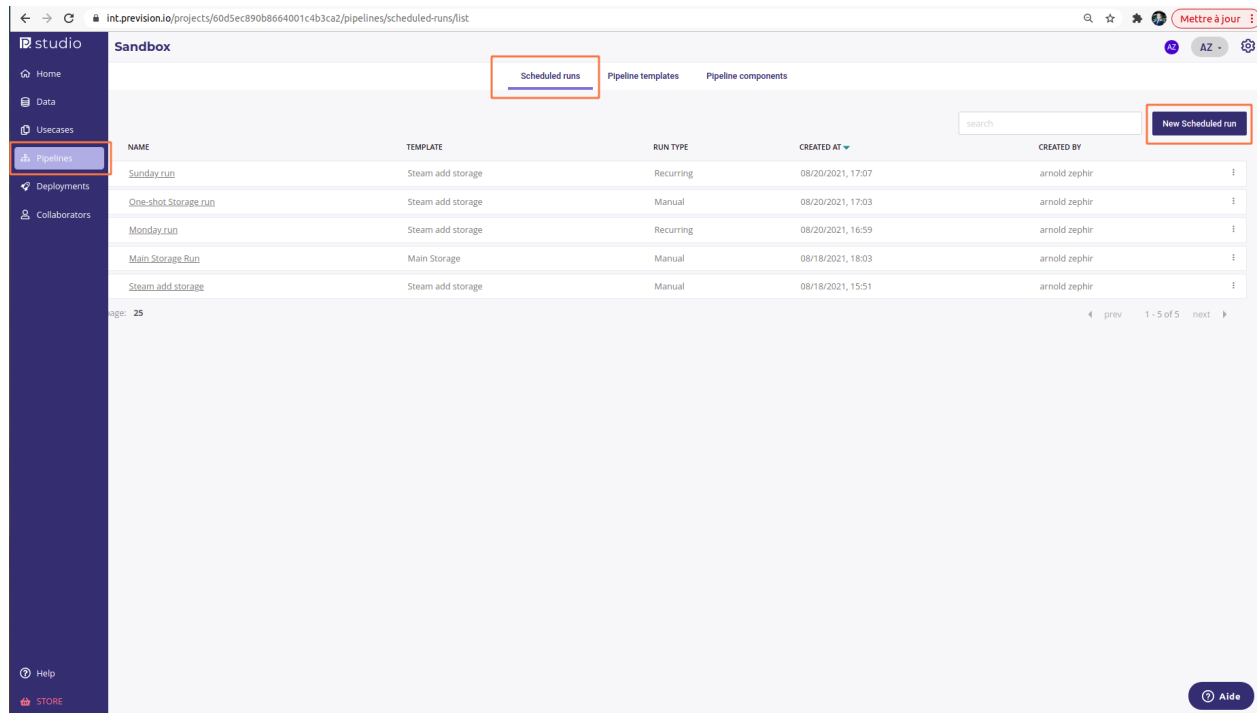 int.prevision.io/projects/60d5ec890b8664001c4b3ca2/pipelines/scheduled-runs/list
Mettre à jour
studio
Sandbox
AZ
AZ
Home
Scheduled runs Pipeline templates Pipeline components
Data
Usecases
search
New Scheduled run
Pipelines
NAME TEMPLATE RUN TYPE CREATED AT CREATED BY
Sunday run Steam add storage Recurring 08/20/2021, 17:07 arnold zephir
Deployments
One-shot Storage run Steam add storage Manual 08/20/2021, 17:03 arnold zephir
Collaborators
Monday run Steam add storage Recurring 08/20/2021, 16:59 arnold zephir
Main Storage Run Main Storage Manual 08/18/2021, 18:03 arnold zephir
Steam add storage Steam add storage Manual 08/18/2021, 15:51 arnold zephir
age: 25 prev 1 - 5 of 5 next
Help
STORE
Aide